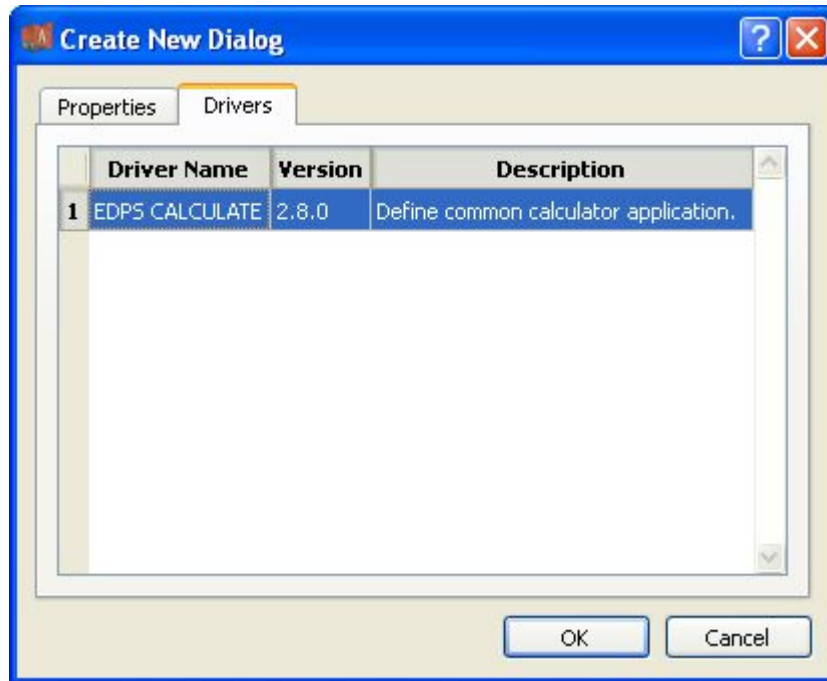 Create New Dialog
Properties Drivers
Driver Name Version Description
1 EDPS CALCULATE 2.8.0 Define common calculator application.
OK Cancel